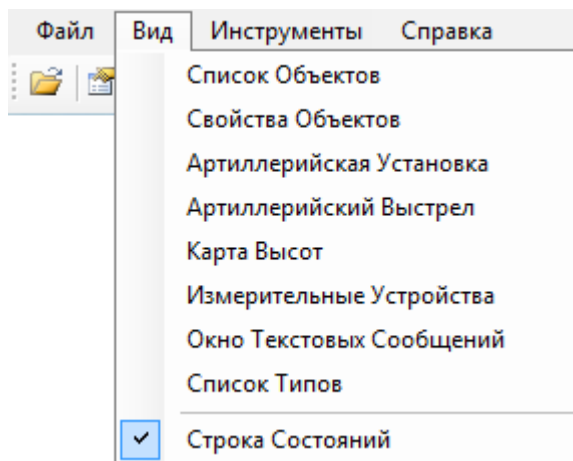 Файл Вид Инструменты Справка
Список Объектов
Свойства Объектов
Артиллерийская Установка
Артиллерийский Выстрел
Карта Высот
Измерительные Устройства
Окно Текстовых Сообщений
Список Типов
Строка Состояний